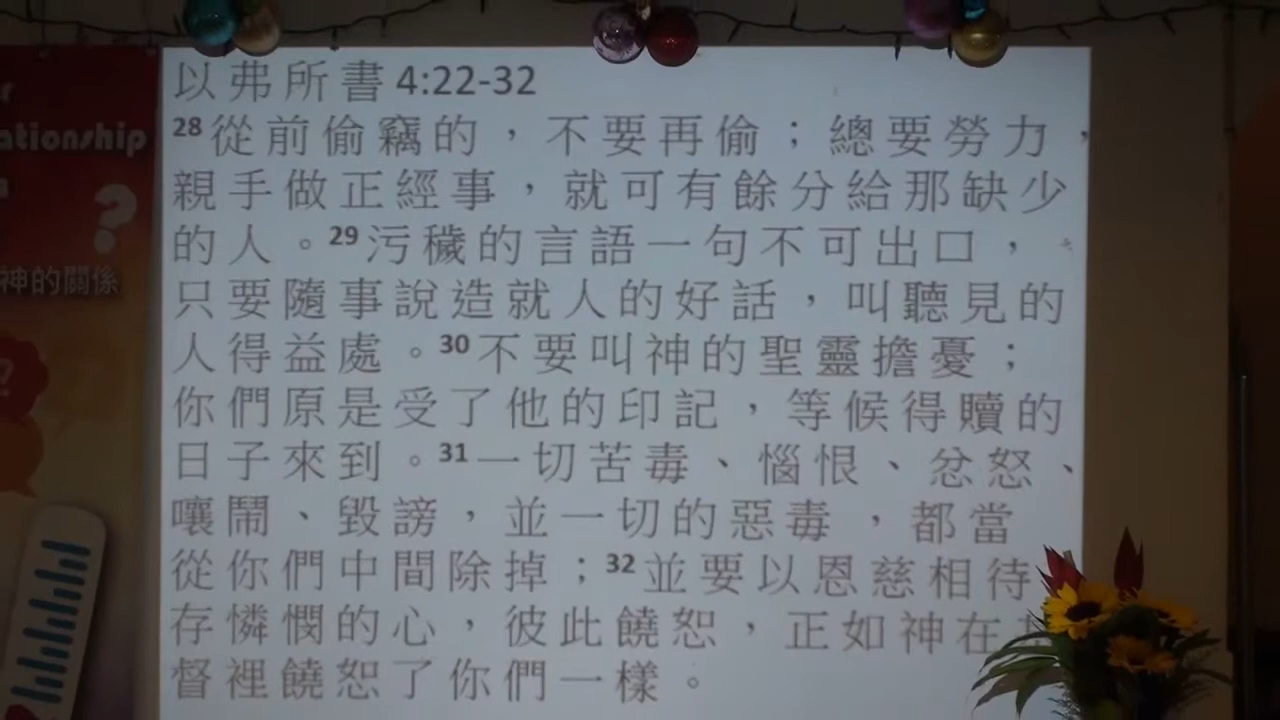 以弗所書 4:22-32
28從前偷竊的，不要再偷；總要勞力，
親手做正經事，就可有餘分給那缺少
的人。29污穢的言語一句不可出口，
只要隨事說造就人的好話，叫聽見的
人得益處。30不要叫神的聖靈擔憂；
你們原是受了他的印記，等候得贖的
日子來到。31一切苦毒、惱恨、忿怒、
嚷鬧、毀謗，並一切的惡毒，都當
從你們中間除掉；32並要以恩慈相待
存憐憫的心，彼此饒恕，正如神在
督裡饒恕了你們一樣。
ationship
?
神的關係
?